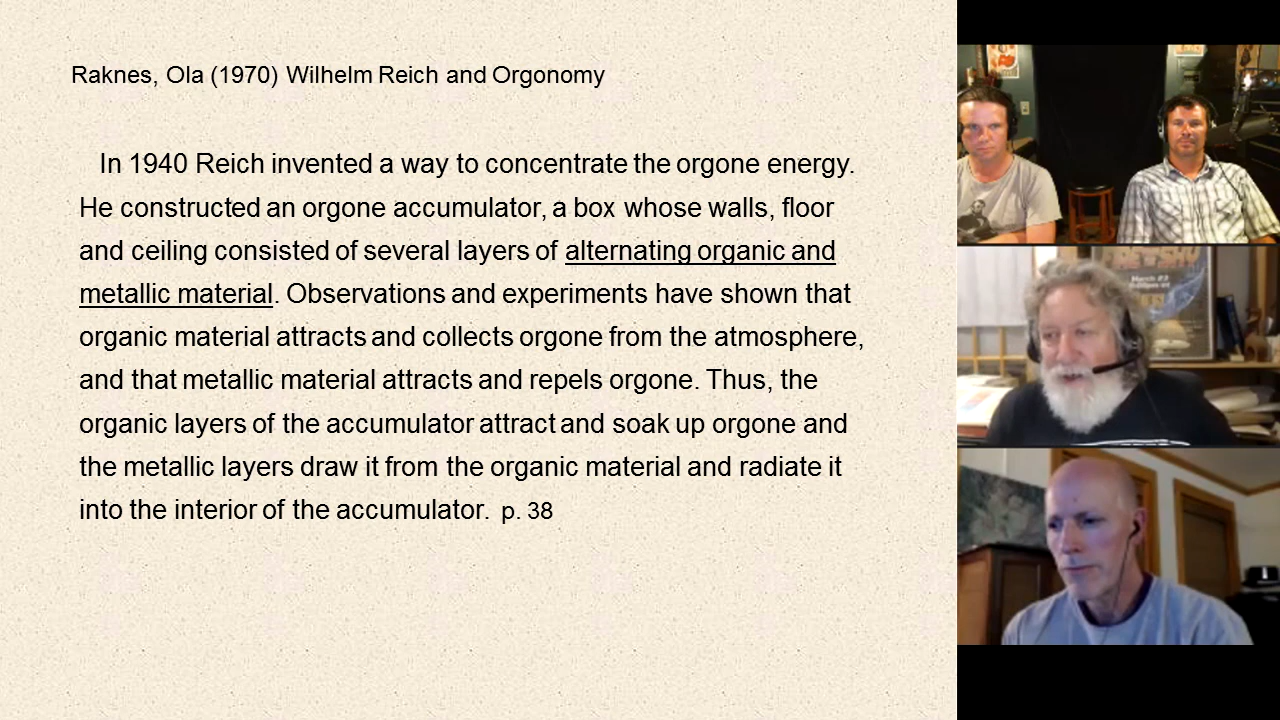 Raknes, Ola (1970) Wilhelm Reich and Orgonomy
In 1940 Reich invented a way to concentrate the orgone energy.
He constructed an orgone accumulator, a box whose walls, floor
and ceiling consisted of several layers of alternating organic and
metallic material. Observations and experiments have shown that
organic material attracts and collects orgone from the atmosphere,
and that metallic material attracts and repels orgone. Thus, the
organic layers of the accumulator attract and soak up orgone and
the metallic layers draw it from the organic material and radiate it
into the interior of the accumulator. p. 38